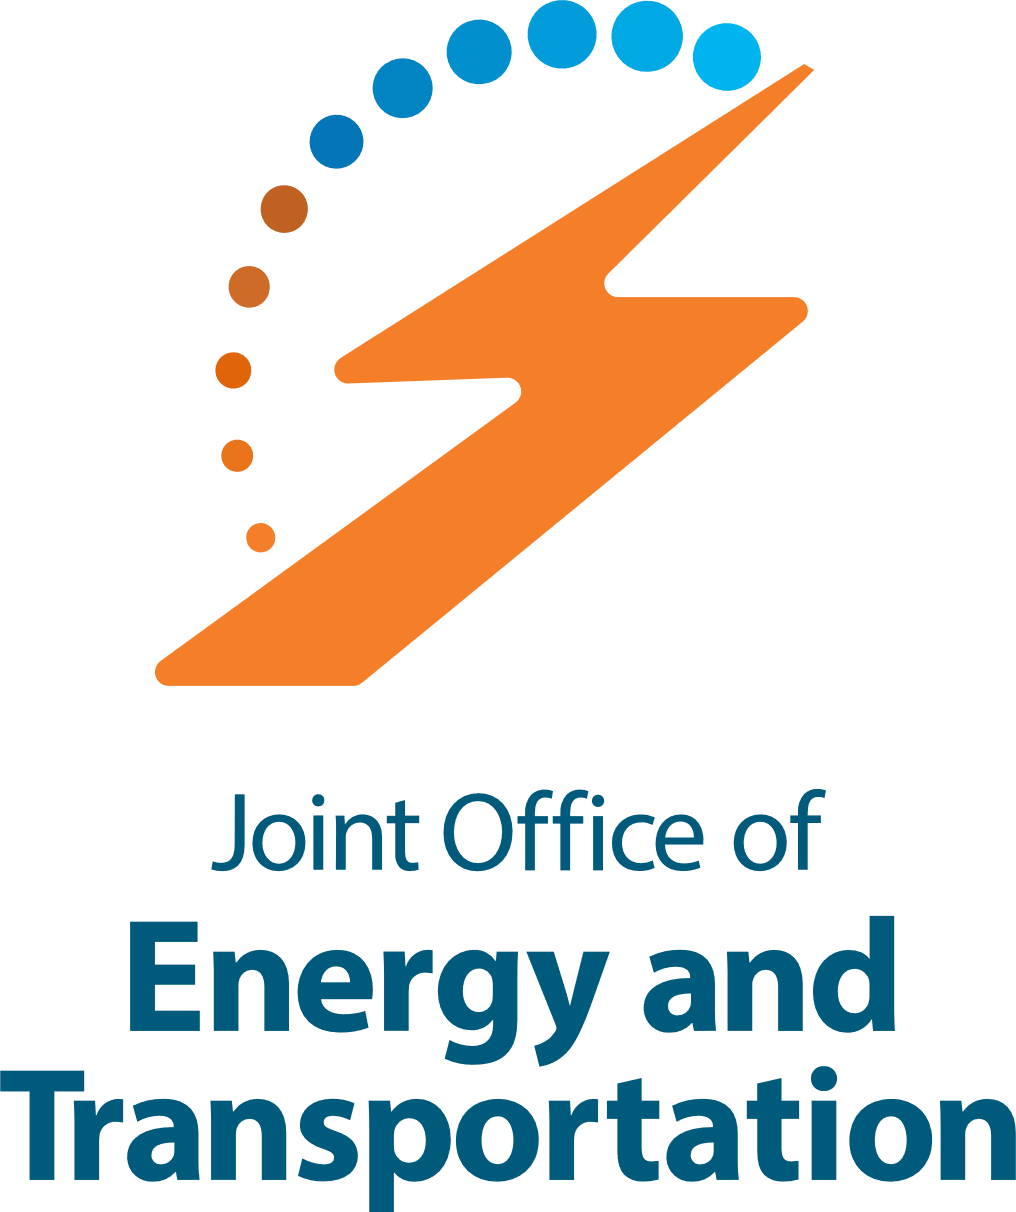 Joint Office of
Energy and
Transportation